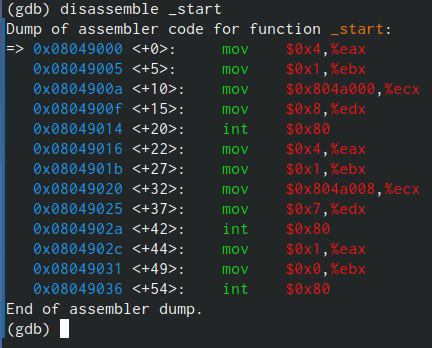 (gdb) disassemble _start
Dump of assembler code for function _start:
=> 0x08049000 <+0>:     mov    $0x4,%eax
   0x08049005 <+5>:     mov    $0x1,%ebx
   0x0804900a <+10>:    mov    $0x804a000,%ecx
   0x0804900f <+15>:    mov    $0x8,%edx
   0x08049014 <+20>:    int    $0x80
   0x08049016 <+22>:    mov    $0x4,%eax
   0x0804901b <+27>:    mov    $0x1,%ebx
   0x08049020 <+32>:    mov    $0x804a008,%ecx
   0x08049025 <+37>:    mov    $0x7,%edx
   0x0804902a <+42>:    int    $0x80
   0x0804902c <+44>:    mov    $0x1,%eax
   0x08049031 <+49>:    mov    $0x0,%ebx
   0x08049036 <+54>:    int    $0x80
End of assembler dump.
(gdb)